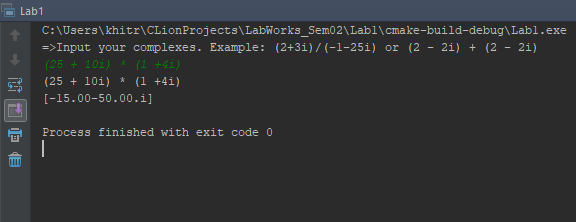 Lab1
C:\Users\khitr\CLionProjects\LabWorks_Sem02\Lab1\cmake-build-debug\Lab1.exe
=>Input your complexes. Example: (2+3i)/(-1-25i) or (2 - 2i) + (2 - 2i)
(25 + 10i) * (1 +4i)
(25 + 10i) * (1 +4i)
[-15.00-50.00.i]
Process finished with exit code 0